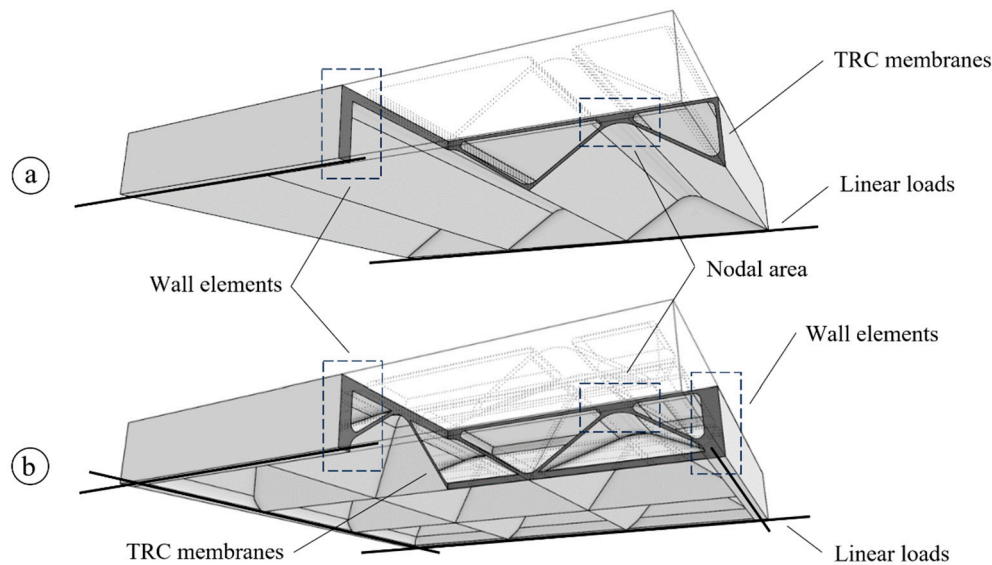 TRC membranes
a
Linear loads
Wall elements
Nodal area
Wall elements
b
TRC membranes
Linear loads